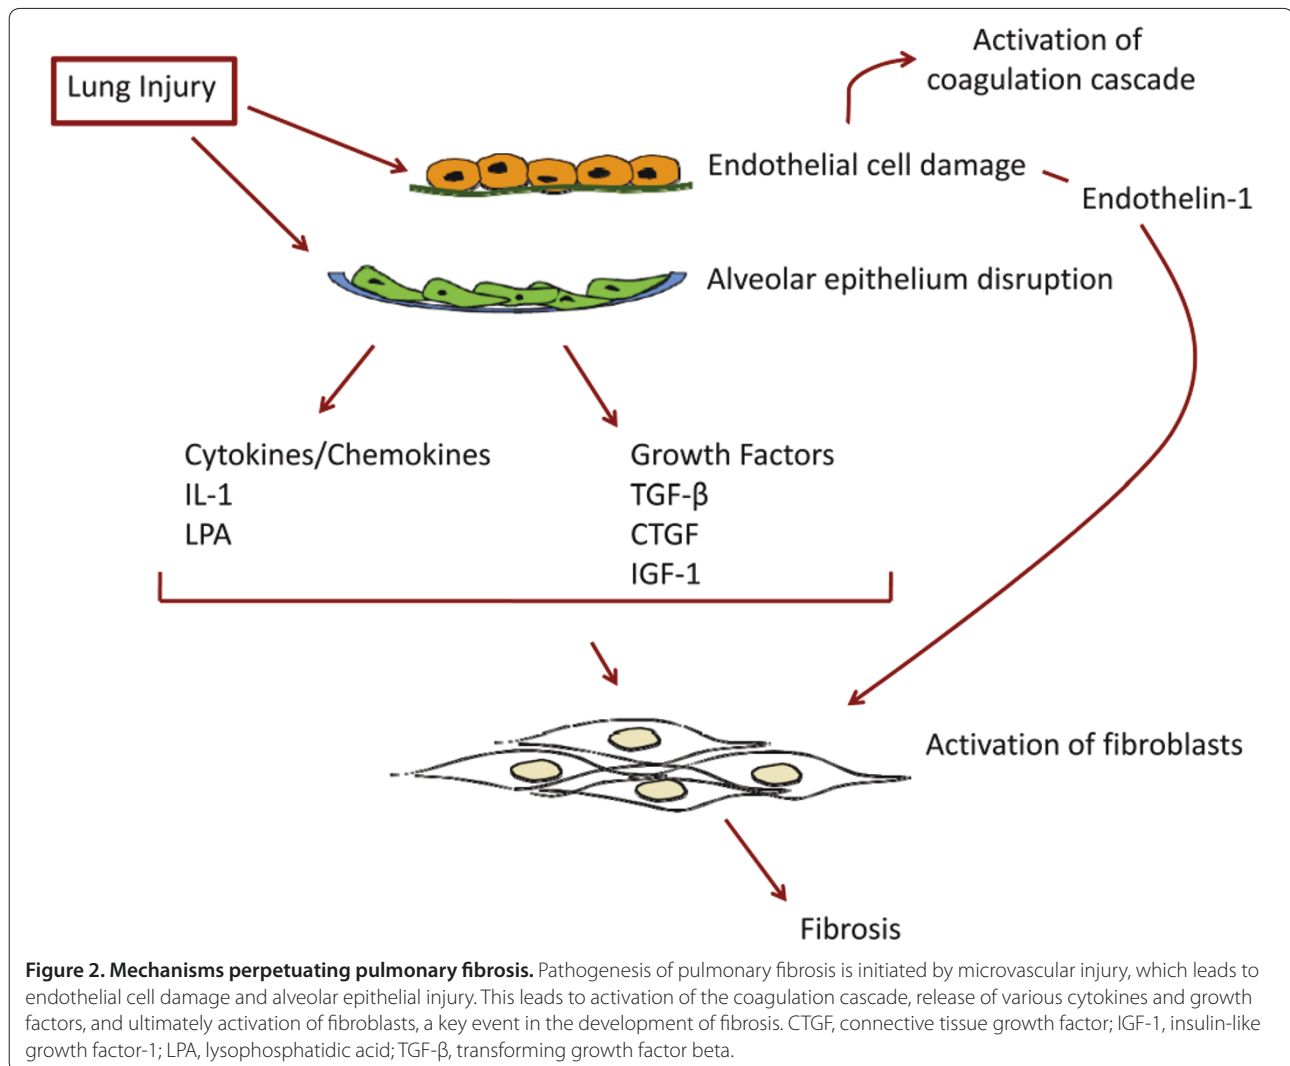 Activation of
coagulation cascade
Lung Injury
Endothelial cell damage
Endothelin-1
Alveolar epithelium disruption
Cytokines/Chemokines
IL-1
LPA
Growth Factors
TGF-β
CTGF
IGF-1
Activation of fibroblasts
Fibrosis
Figure 2. Mechanisms perpetuating pulmonary fibrosis. Pathogenesis of pulmonary fibrosis is initiated by microvascular injury, which leads to
endothelial cell damage and alveolar epithelial injury. This leads to activation of the coagulation cascade, release of various cytokines and growth
factors, and ultimately activation of fibroblasts, a key event in the development of fibrosis. CTGF, connective tissue growth factor; IGF-1, insulin-like
growth factor-1; LPA, lysophosphatidic acid; TGF-β, transforming growth factor beta.